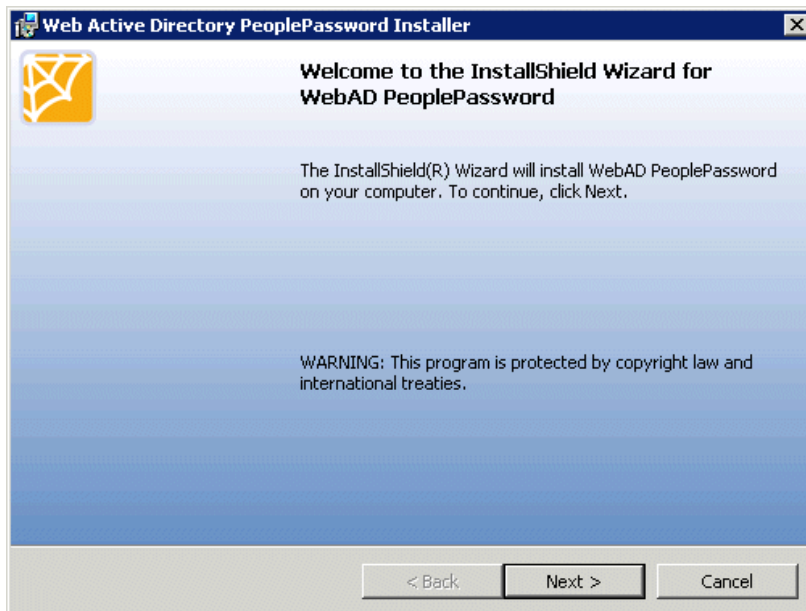 Web Active Directory PeoplePassword Installer
Welcome to the InstallShield Wizard for
WebAD PeoplePassword
The InstallShield(R) Wizard will install WebAD PeoplePassword
on your computer. To continue, click Next.
WARNING: This program is protected by copyright law and
international treaties.
< Back
Next >
Cancel